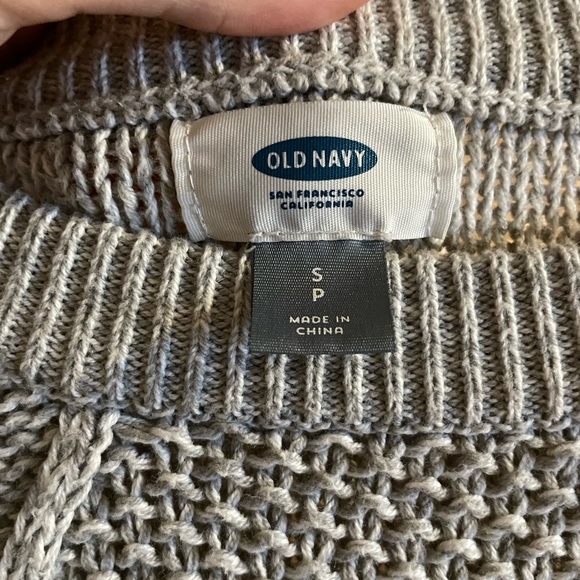 OLD NAVY
SAN FRANCISCO
CALIFORNIA
S
P
MADE IN
CHINA